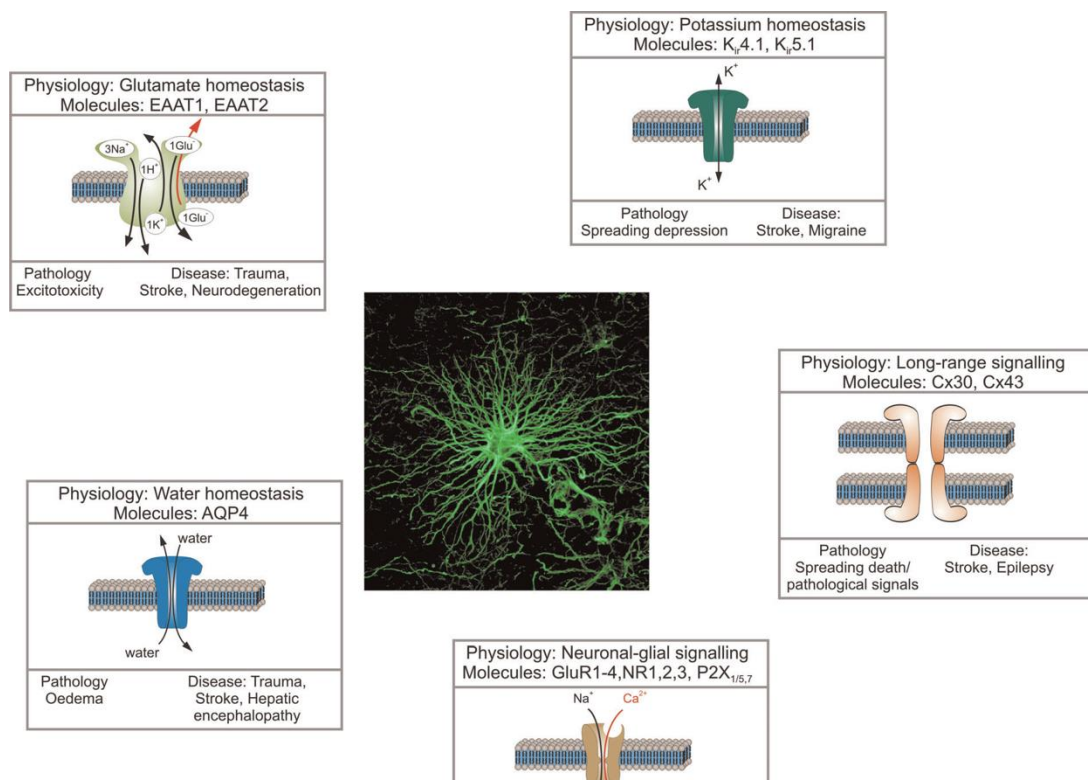 Physiology: Potassium homeostasis
Molecules: Kir4.1, Kir5.1
K+
K+
Pathology
Spreading depression
Disease:
Stroke, Migraine
Physiology: Glutamate homeostasis
Molecules: EAAT1, EAAT2
3Na+
1Glu-
1H+
1K+
1Glu-
Pathology
Excitotoxicity
Disease: Trauma,
Stroke, Neurodegeneration
Physiology: Long-range signalling
Molecules: Cx30, Cx43
Pathology
Spreading death/
pathological signals
Disease:
Stroke, Epilepsy
Physiology: Water homeostasis
Molecules: AQP4
water
water
Pathology
Oedema
Disease: Trauma,
Stroke, Hepatic
encephalopathy
Physiology: Neuronal-glial signalling
Molecules: GluR1-4,NR1,2,3, P2X1/5,7
Na+
Ca2+